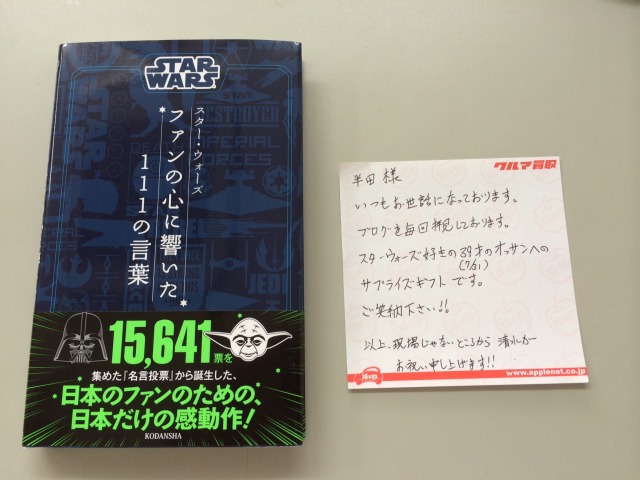 STAR
WARS
スター・ウォーズ
ファンの心に響いた
111の言葉
15,641票を
集めた「名言投票」から誕生した、
日本のファンのための、
日本だけの感動作!
KODANSHA
STAR
DESTROYER
IMPERIAL
FORCES
JEDI
クルマ買取
半田 様
いつもお世話になっております。
ブログを毎回拝見しております。
スターウォーズ好きの39才のオッサンへの
(7/31)
サプライズギフトです。
ご笑納下さい!!
以上、現場じゃないところから 清水が
お祝い申し上げます!!
www.applenet.co.jp